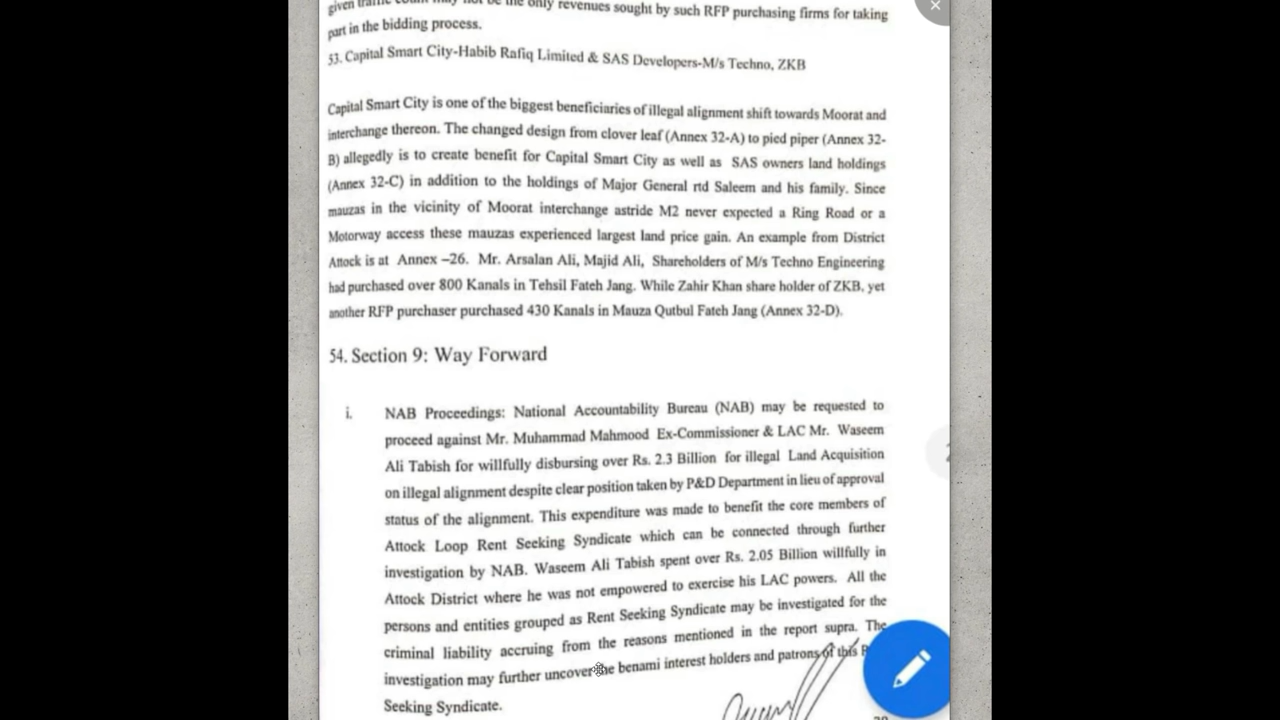 given traffic count may not be the only revenues sought by such RFP purchasing firms for taking
part in the bidding process.
53. Capital Smart City-Habib Rafiq Limited & SAS Developers-M/s Techno, ZKB
Capital Smart City is one of the biggest beneficiaries of illegal alignment shift towards Moorat and
interchange thereon. The changed design from clover leaf (Annex 32-A) to pied piper (Annex 32-
B) allegedly is to create benefit for Capital Smart City as well as SAS owners land holdings
(Annex 32-C) in addition to the holdings of Major General rtd Saleem and his family. Since
mauzas in the vicinity of Moorat interchange astride M2 never expected a Ring Road or a
Motorway access these mauzas experienced largest land price gain. An example from District
Attock is at Annex –26. Mr. Arsalan Ali, Majid Ali, Shareholders of M/s Techno Engineering
had purchased over 800 Kanals in Tehsil Fateh Jang. While Zahir Khan share holder of ZKB, yet
another RFP purchaser purchased 430 Kanals in Mauza Qutbul Fateh Jang (Annex 32-D).
54. Section 9: Way Forward
i. NAB Proceedings: National Accountability Bureau (NAB) may be requested to
proceed against Mr. Muhammad Mahmood Ex-Commissioner & LAC Mr. Waseem
Ali Tabish for willfully disbursing over Rs. 2.3 Billion for illegal Land Acquisition
on illegal alignment despite clear position taken by P&D Department in lieu of approval
status of the alignment. This expenditure was made to benefit the core members of
Attock Loop Rent Seeking Syndicate which can be connected through further
investigation by NAB. Waseem Ali Tabish spent over Rs. 2.05 Billion willfully in
Attock District where he was not empowered to exercise his LAC powers. All the
persons and entities grouped as Rent Seeking Syndicate may be investigated for the
criminal liability accruing from the reasons mentioned in the report supra. The
investigation may further uncover the benami interest holders and patrons of this
Seeking Syndicate.